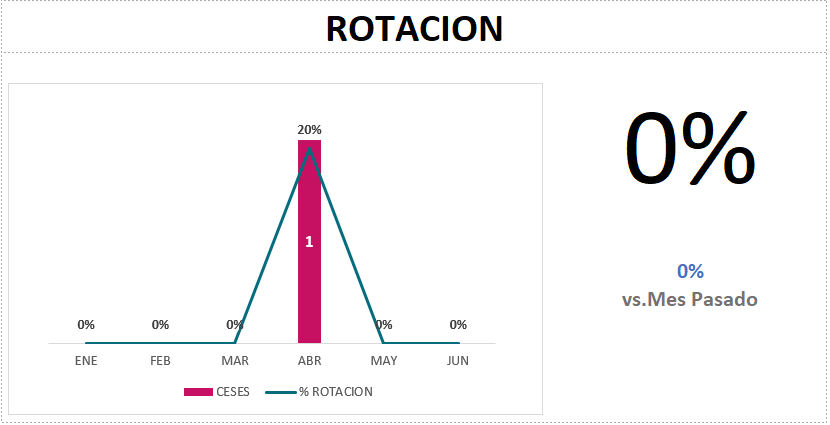 ROTACION
20%
1
0% 0% 0% 0% 0%
ENE FEB MAR ABR MAY JUN
CESES % ROTACION
0%
0%
vs.Mes Pasado